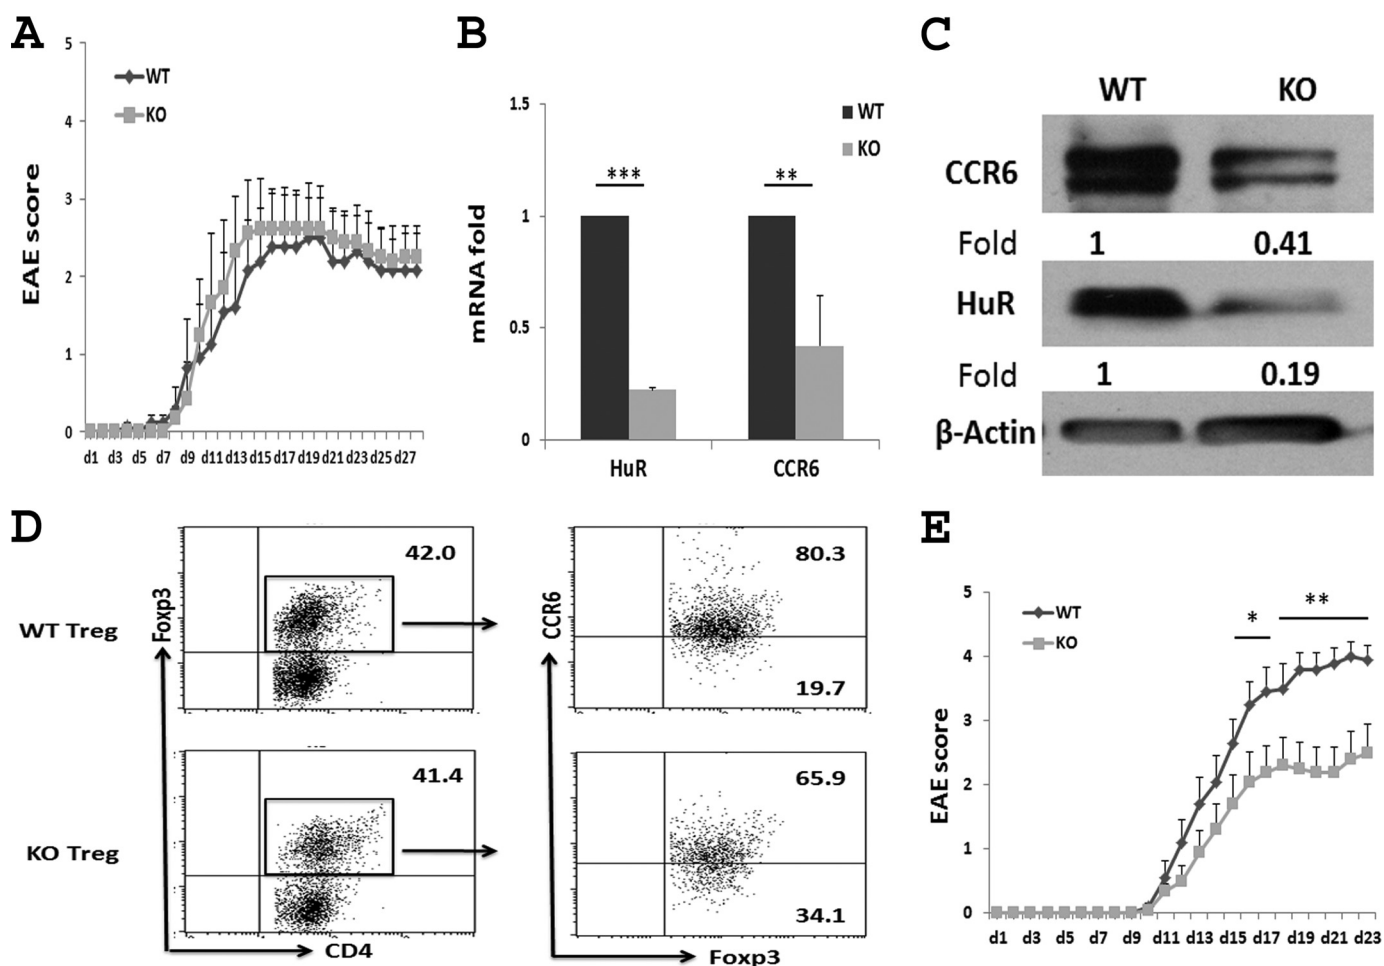 A
5
4
3
2
1
0
EAE score
WT
KO
d1 d3 d5 d7 d9 d11 d13 d15 d17 d19 d21 d23 d25 d27
B
1.5
1
0.5
0
mRNA fold
WT
KO
***
**
HuR CCR6
C
WT KO
CCR6
Fold 1 0.41
HuR
Fold 1 0.19
β-Actin
D
Foxp3
42.0
WT Treg
CCR6
80.3
19.7
41.4
KO Treg
65.9
34.1
CD4
Foxp3
E
5
4
3
2
1
0
EAE score
WT
KO
*
**
d1 d3 d5 d7 d9 d11 d13 d15 d17 d19 d21 d23